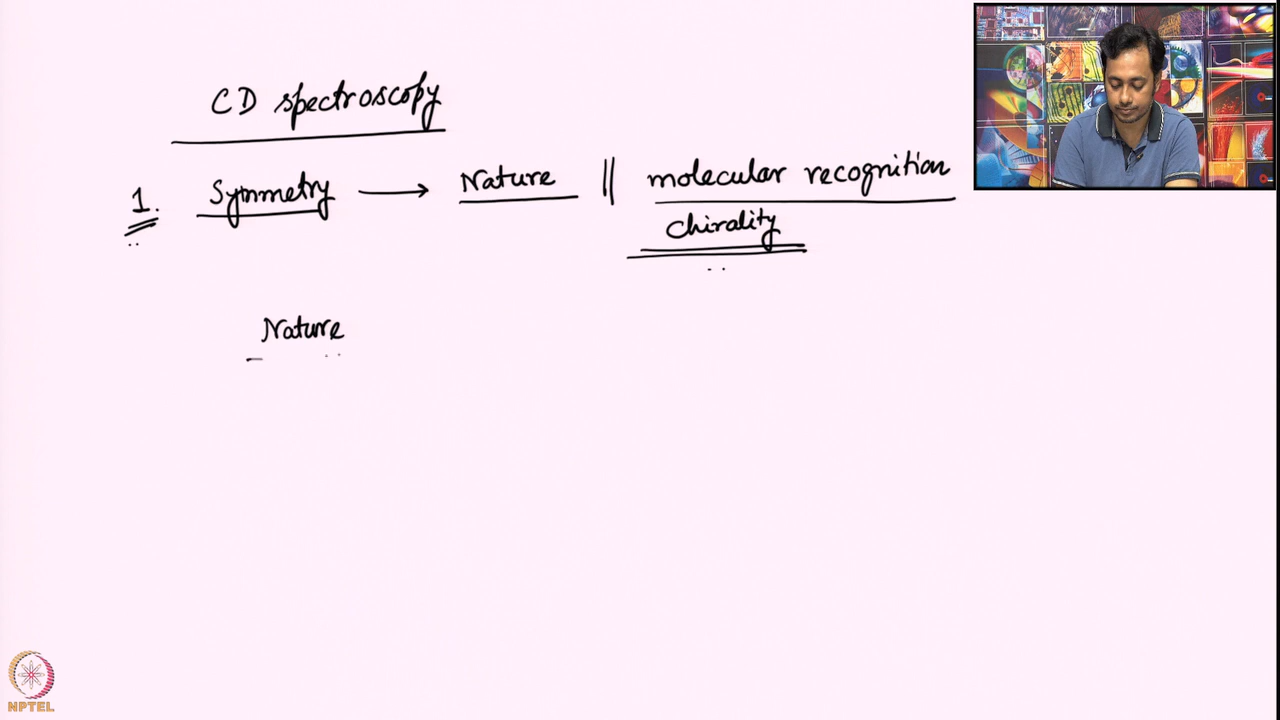 CD spectroscopy
1. Symmetry → Nature || molecular recognition
chirality
Nature
NPTEL